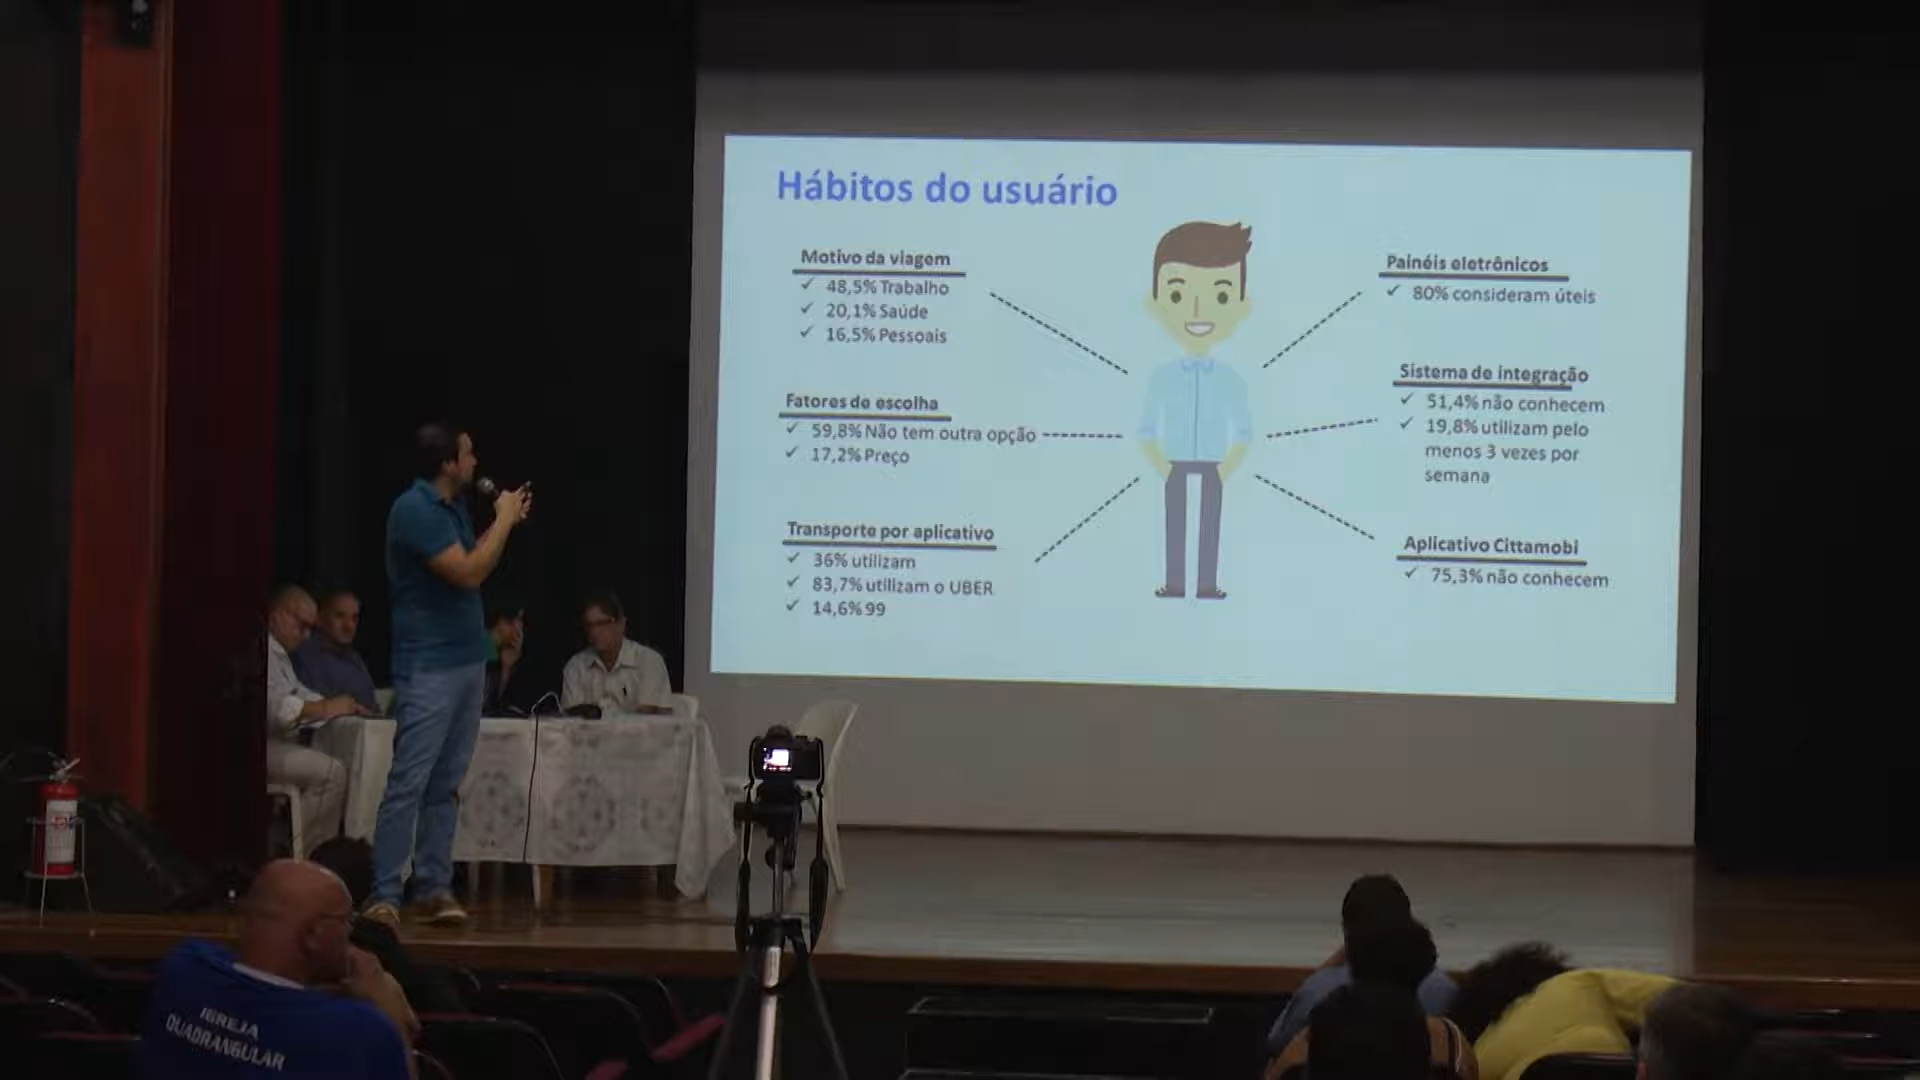 Hábitos do usuário
Motivo da viagem
✓ 48,5% Trabalho
✓ 20,1% Saúde
✓ 16,5% Pessoais
Fatores de escolha
✓ 59,8% Não tem outra opção
✓ 17,2% Preço
Transporte por aplicativo
✓ 36% utilizam
✓ 83,7% utilizam o UBER
✓ 14,6% 99
Painéis eletrônicos
✓ 80% consideram úteis
Sistema de integração
✓ 51,4% não conhecem
✓ 19,8% utilizam pelo
menos 3 vezes por
semana
Aplicativo Cittamobi
✓ 75,3% não conhecem
IGREJA
QUADRANGULAR